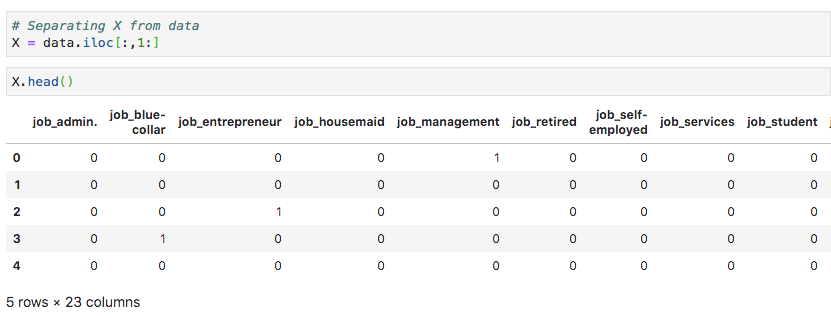 # Separating X from data
X = data.iloc[:,1:]
X.head()
job_admin. job_blue-collar job_entrepreneur job_housemaid job_management job_retired job_self-employed job_services job_student
0 0 0 0 0 1 0 0 0 0
1 0 0 0 0 0 0 0 0 0
2 0 0 1 0 0 0 0 0 0
3 0 1 0 0 0 0 0 0 0
4 0 0 0 0 0 0 0 0 0
5 rows × 23 columns